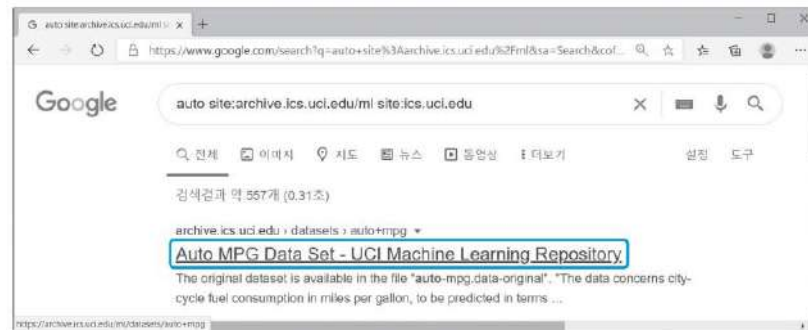 G auto site:archive.ics.uci.edu/ml s
https://www.google.com/search?q=auto+site%3Aarchive.ics.uci.edu%2Fml&sa=Search&cof...
Google
auto site:archive.ics.uci.edu/ml site:ics.uci.edu
전체 이미지 지도 뉴스 동영상 더보기 설정 도구
검색결과 약 557개 (0.31초)
archive.ics.uci.edu › datasets › auto+mpg
Auto MPG Data Set - UCI Machine Learning Repository
The original dataset is available in the file "auto-mpg.data-original". "The data concerns city-
cycle fuel consumption in miles per gallon, to be predicted in terms ...
https://archive.ics.uci.edu/ml/datasets/auto+mpg